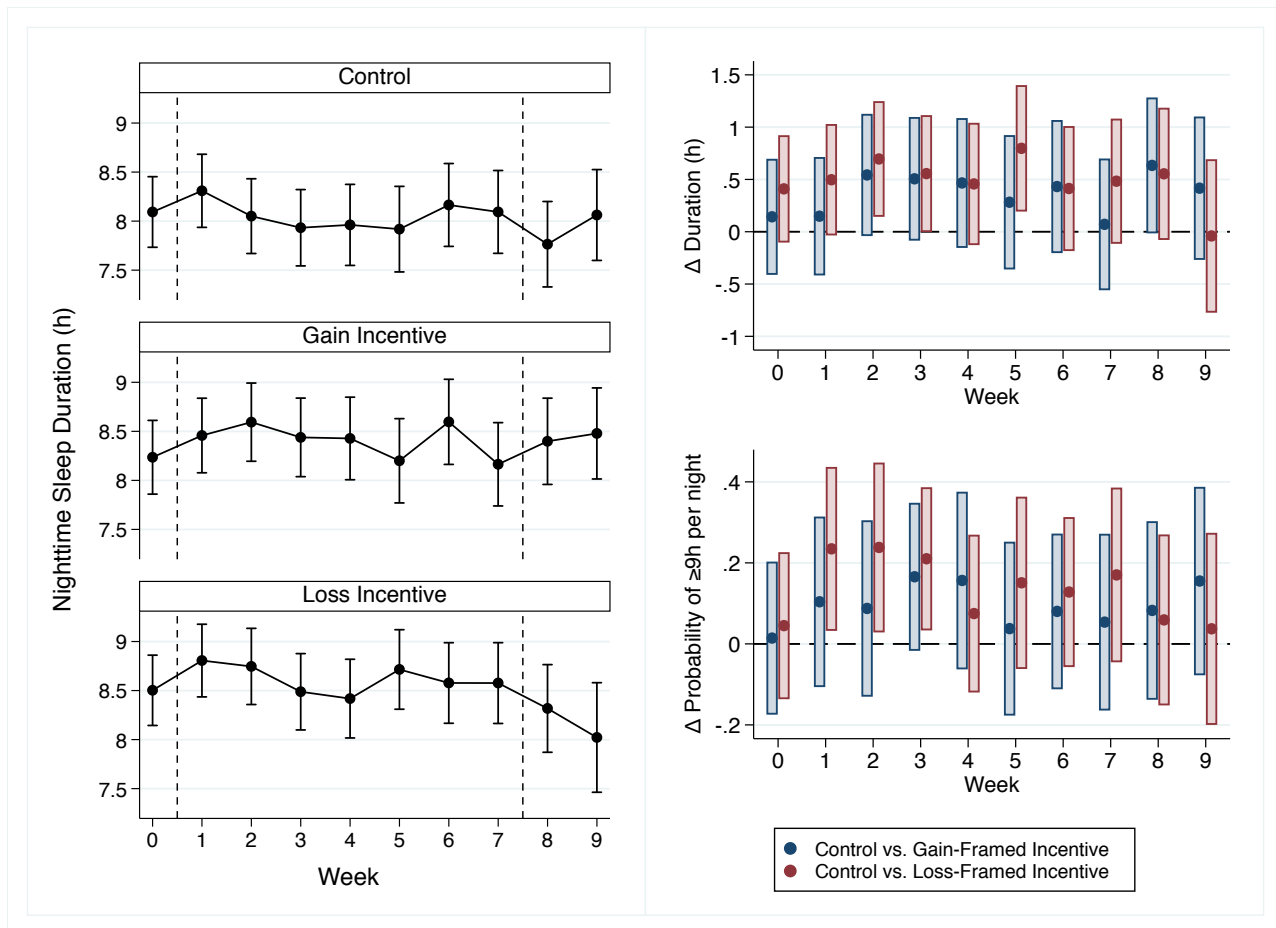 Control
9
8.5
8
7.5
Gain Incentive
9
8.5
8
7.5
Loss Incentive
9
8.5
8
7.5
0 1 2 3 4 5 6 7 8 9
Week
Nighttime Sleep Duration (h)
1.5
1
.5
0
-.5
-1
Δ Duration (h)
0 1 2 3 4 5 6 7 8 9
Week
.4
.2
0
-.2
Δ Probability of ≥9h per night
0 1 2 3 4 5 6 7 8 9
Week
Control vs. Gain-Framed Incentive
Control vs. Loss-Framed Incentive